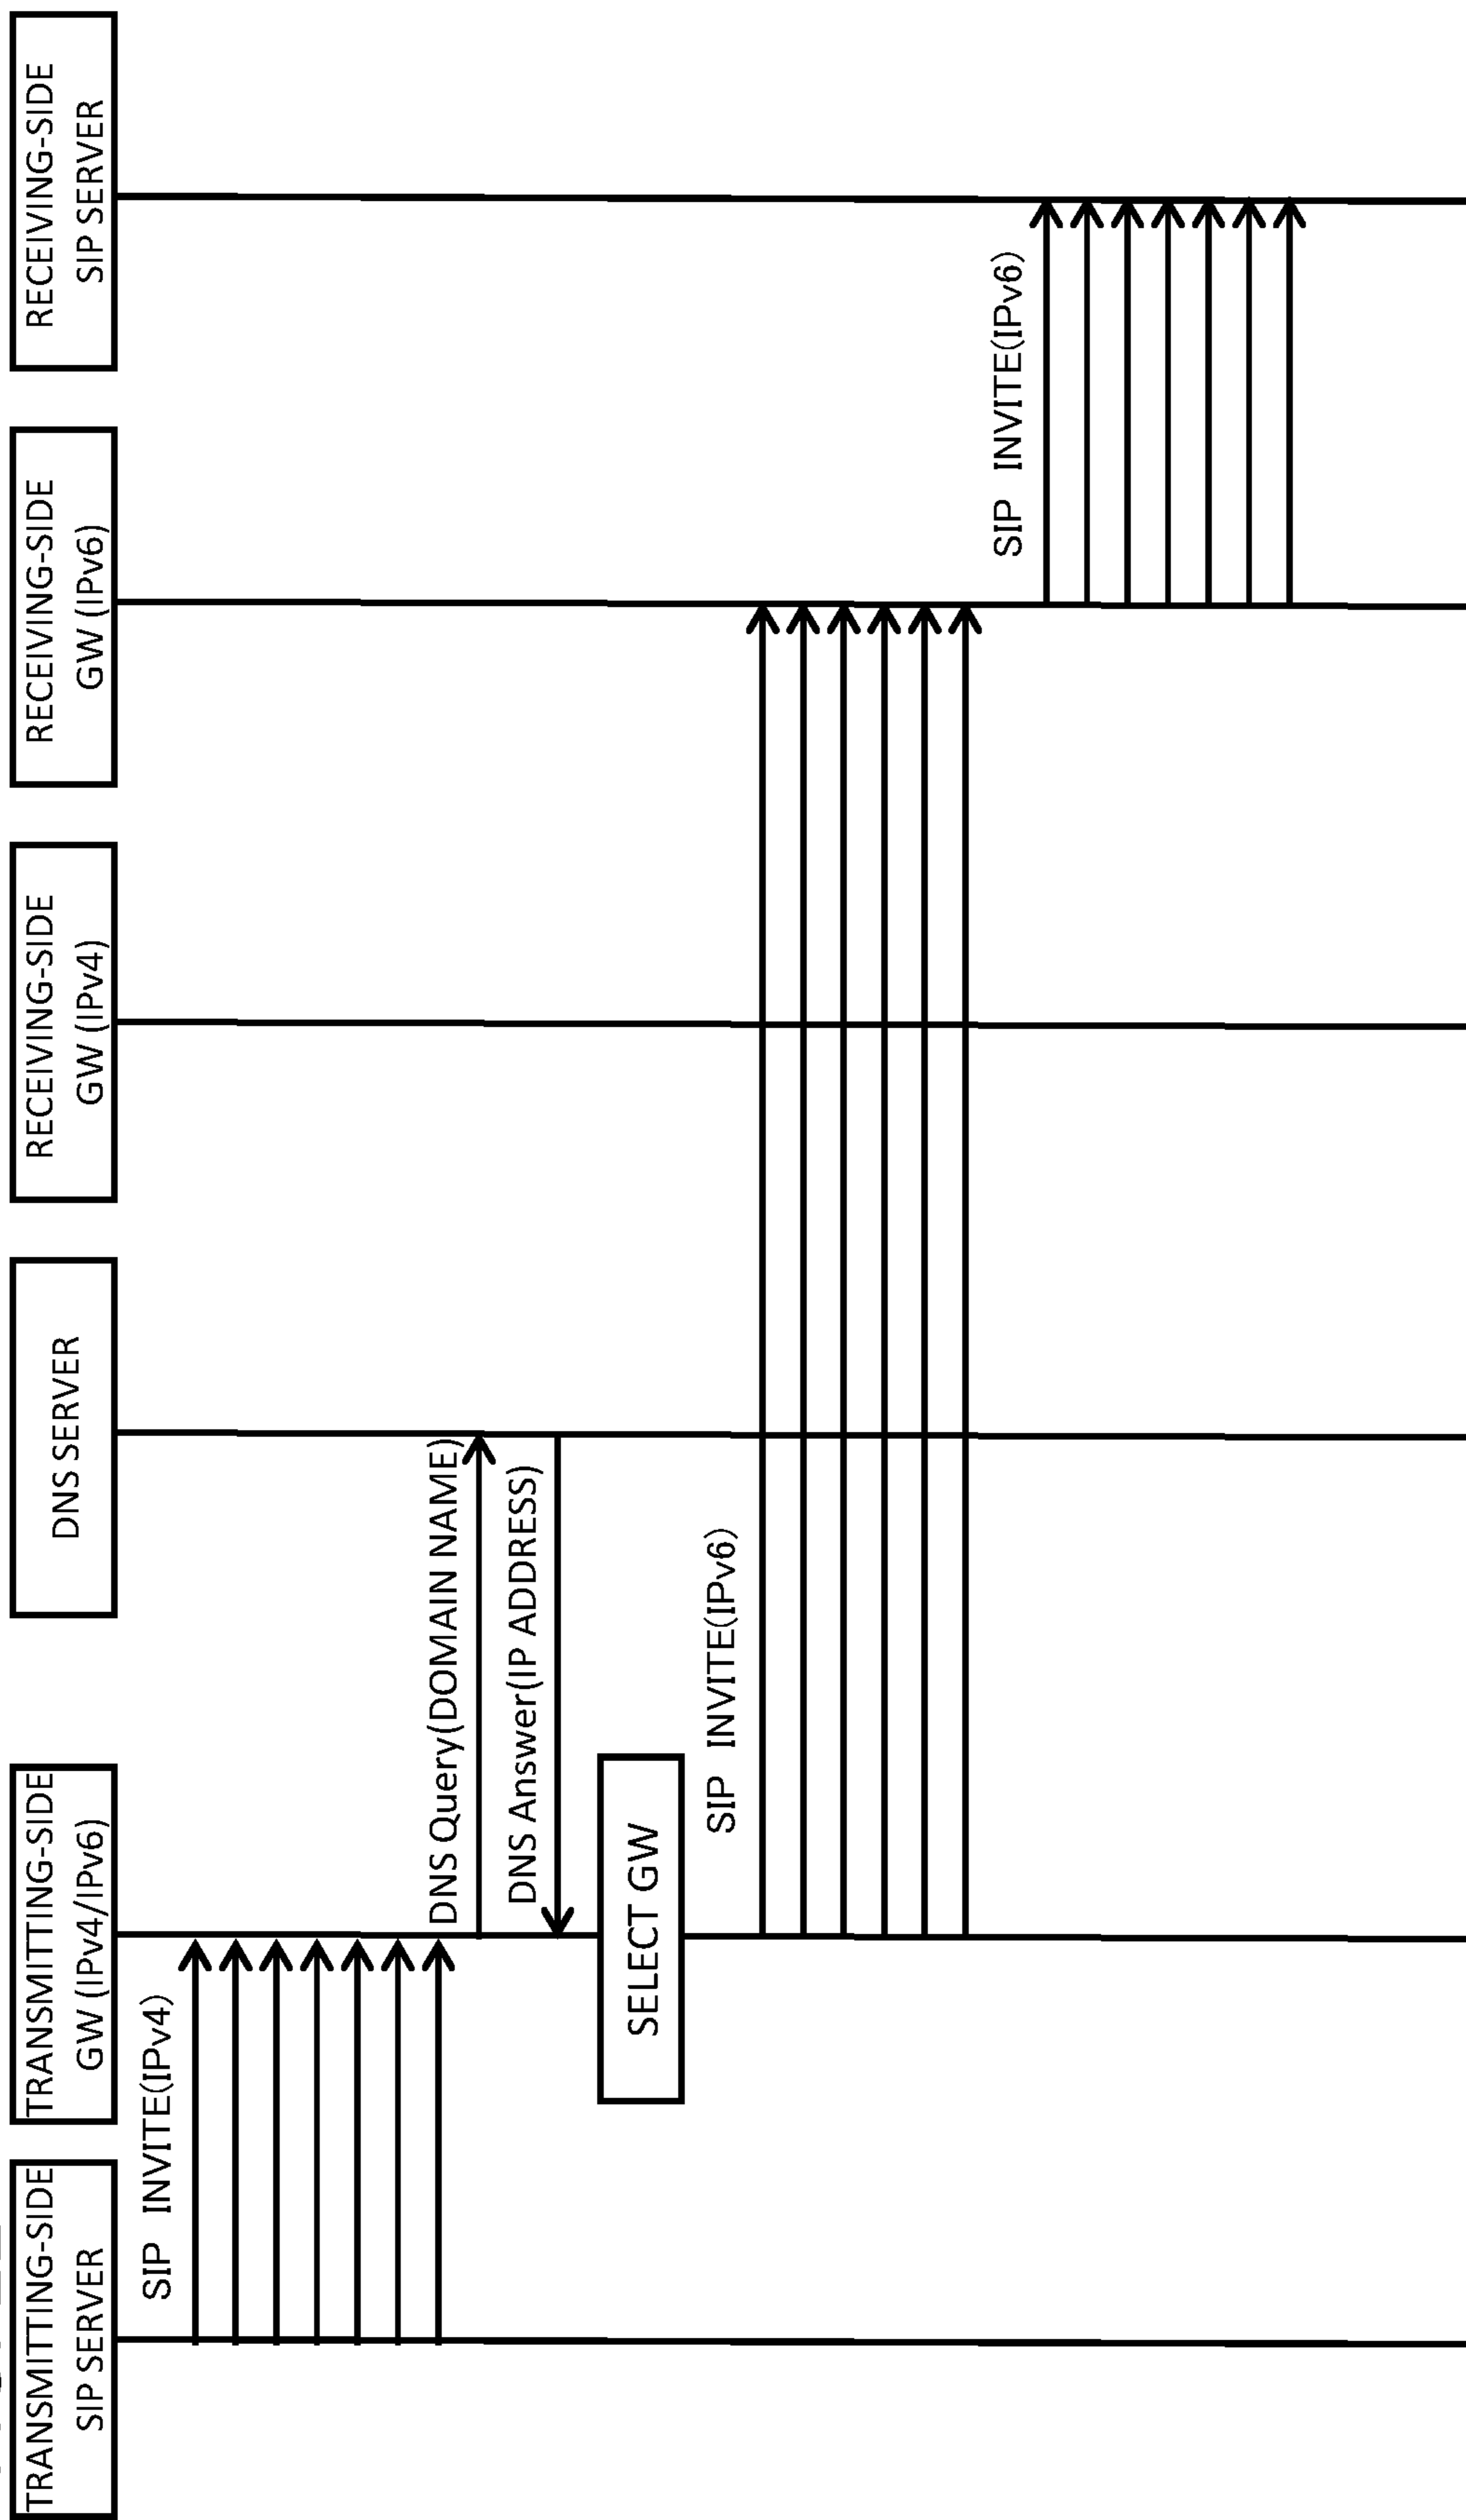 TRANSMITTING-SIDE
SIP SERVER
TRANSMITTING-SIDE
GW (IPv4/IPv6)
DNS SERVER
RECEIVING-SIDE
GW (IPv4)
RECEIVING-SIDE
GW (IPv6)
RECEIVING-SIDE
SIP SERVER
SIP INVITE(IPv4)
DNS Query(DOMAIN NAME)
DNS Answer(IP ADDRESS)
SELECT GW
SIP INVITE(IPv6)
SIP INVITE(IPv6)